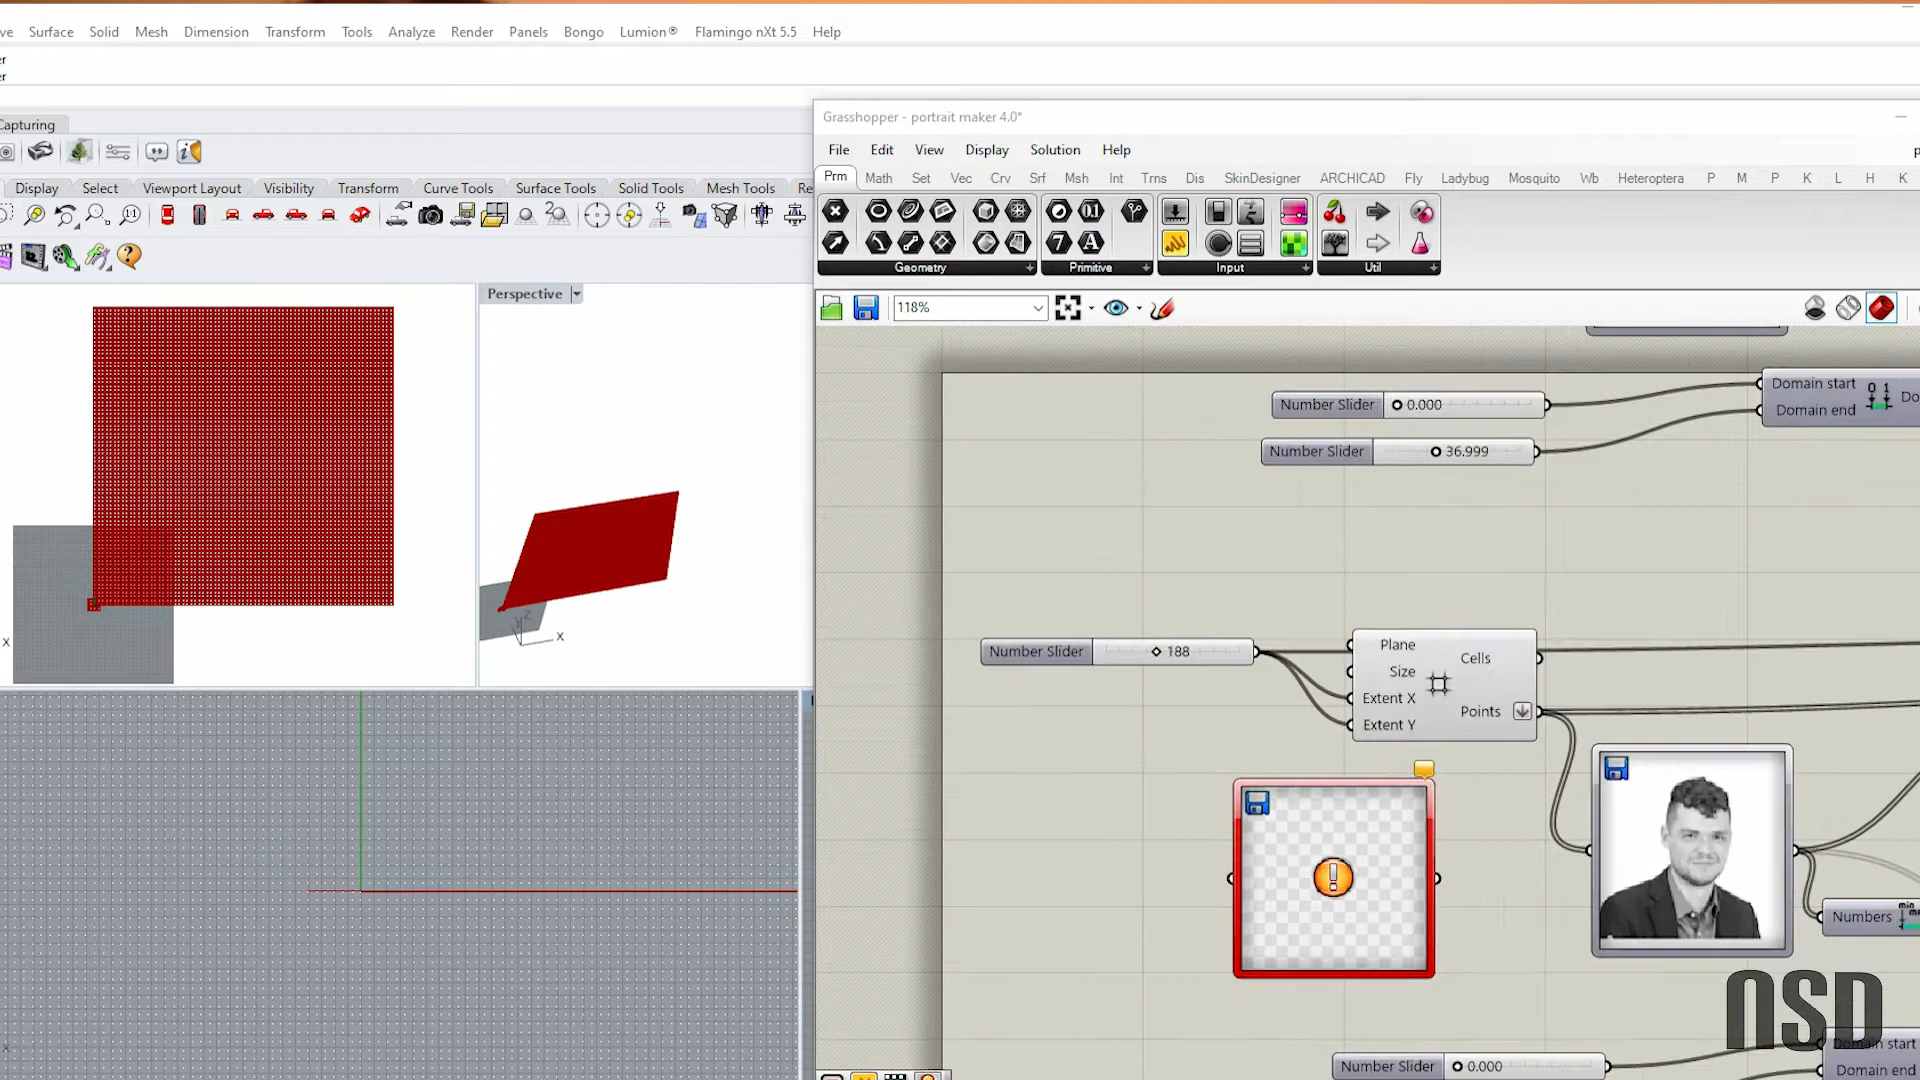 ve Surface Solid Mesh Dimension Transform Tools Analyze Render Panels Bongo Lumion® Flamingo nXt 5.5 Help
er
er
Capturing
Display Select Viewport Layout Visibility Transform Curve Tools Surface Tools Solid Tools Mesh Tools Re
Perspective
y
z
x
x
x
Grasshopper - portrait maker 4.0*
File Edit View Display Solution Help
p
Prm Math Set Vec Crv Srf Msh Int Trns Dis SkinDesigner ARCHICAD Fly Ladybug Mosquito Wb Heteroptera P M P K L H K
Geometry Primitive Input Util
118%
Number Slider 0.000
Number Slider 36.999
Domain start
Domain end
0 1
Do
Number Slider 188
Plane
Size
Extent X
Extent Y
Cells
Points
Numbers
min
NSD
Number Slider 0.000
Domain start
Domain end